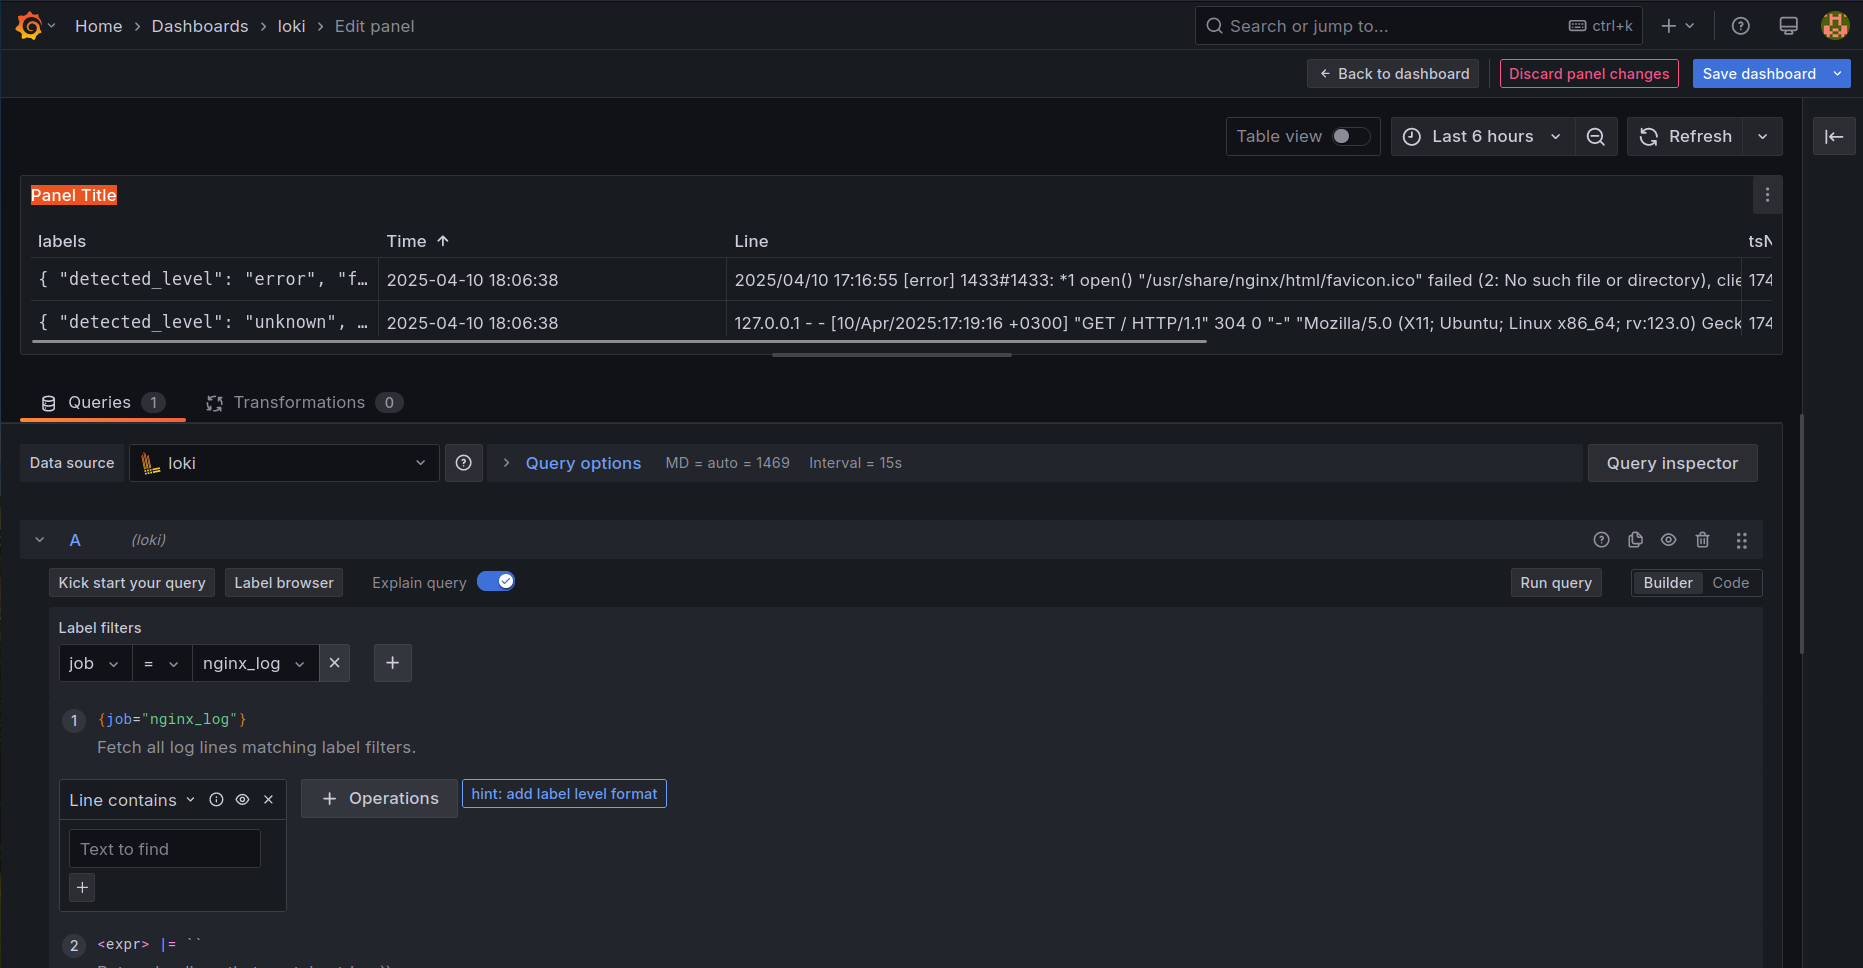 Home › Dashboards › loki › Edit panel
Search or jump to... ctrl+k
Back to dashboard Discard panel changes Save dashboard
Table view Last 6 hours Refresh
Panel Title
labels Time Line tsN
{ "detected_level": "error", "f… 2025-04-10 18:06:38 2025/04/10 17:16:55 [error] 1433#1433: *1 open() "/usr/share/nginx/html/favicon.ico" failed (2: No such file or directory), clie 174
{ "detected_level": "unknown", … 2025-04-10 18:06:38 127.0.0.1 - - [10/Apr/2025:17:19:16 +0300] "GET / HTTP/1.1" 304 0 "-" "Mozilla/5.0 (X11; Ubuntu; Linux x86_64; rv:123.0) Geck 174
Queries 1 Transformations 0
Data source loki Query options MD = auto = 1469 Interval = 15s Query inspector
A (loki)
Kick start your query Label browser Explain query Run query Builder Code
Label filters
job = nginx_log
1 {job="nginx_log"}
Fetch all log lines matching label filters.
Line contains + Operations hint: add label level format
Text to find
+
2 <expr> |= ``